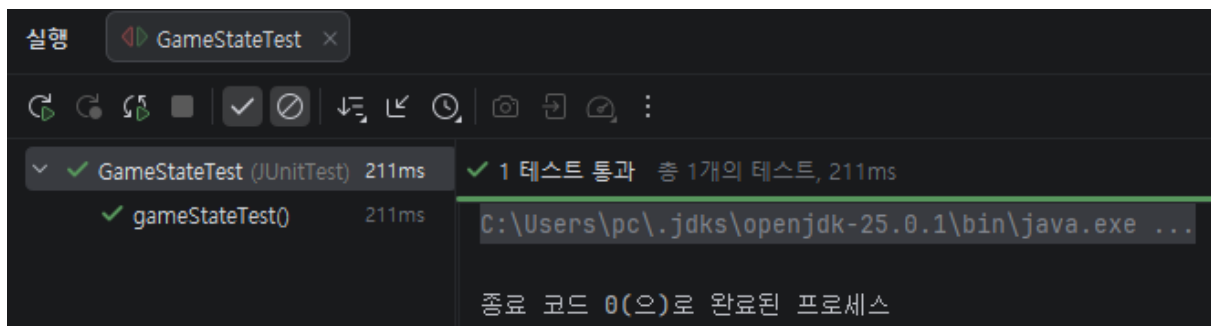 실행 GameStateTest
GameStateTest (JUnitTest) 211ms
gameStateTest() 211ms
1 테스트 통과 총 1개의 테스트, 211ms
C:\Users\pc\.jdks\openjdk-25.0.1\bin\java.exe ...
종료 코드 0(으)로 완료된 프로세스